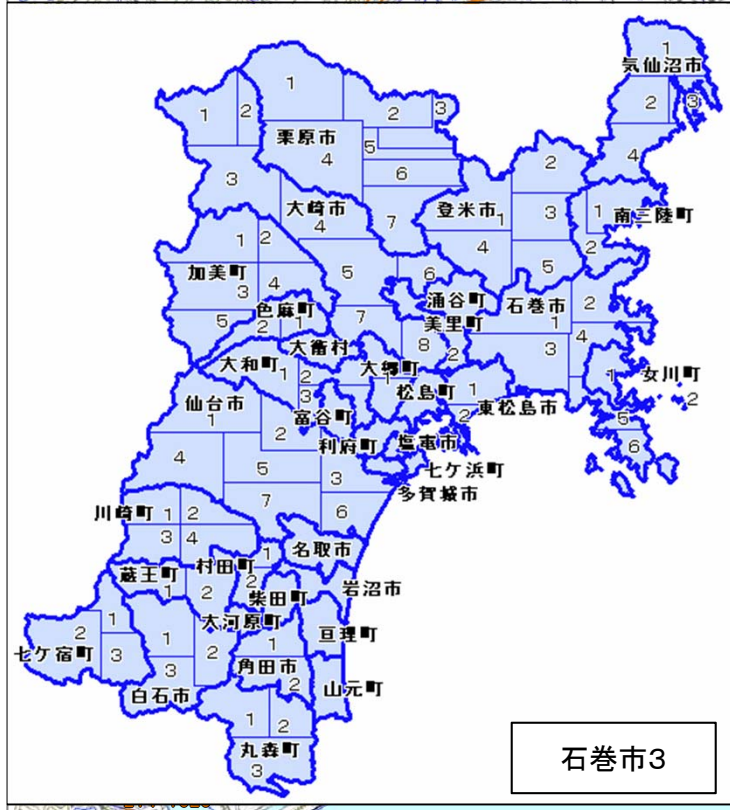 1
気仙沼市
1
1 2
2 3
2 3
栗原市
5
4
4
2
6
3
大崎市
登米市 1
3
1 南三陸町
7
4
4
2
1 2
5
6
5
加美町
3 4
涌谷町
石巻市
2
色麻町
5
2 1
7
美里町
1
4
大衡村
8
2
3
大和町 1
2
大郷町
1
1
女川町
2
3
松島町
1
東松島市
2
仙台市
1
富谷町
2
利府町
塩竈市
5
6
4
5
3
七ケ浜町
多賀城市
7
6
川崎町 1 2
3 4
1
名取市
蔵王町
1
村田町
2
2
柴田町
岩沼市
大河原町
1
2
3
七ケ宿町
1
2
3
白石市
1
角田市
2
亘理町
山元町
1 2
丸森町
3
石巻市3